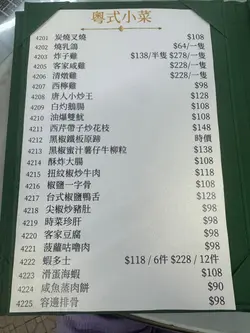 粵式小菜
4201 炭燒叉燒 $108
4202 燒乳鴿 $64/一隻
4203 炸子雞 $138/半隻 $278/一隻
4205 客家咸雞 $228/一隻
4206 清燉雞 $228/一隻
4207 西檸雞 $98
4208 唐人小炒王 $128
4209 白灼鵝腸 $108
4210 油爆雙魷 $108
4211 西芹帶子炒花枝 $148
4212 黑椒鐵板原蹄 時價
4213 黑椒蜜汁薯仔牛柳粒 $138
4214 酥炸大腸 $108
4215 扭紋柚炒牛肉 $118
4216 椒鹽一字骨 $108
4217 台式椒鹽鴨舌 $128
4218 尖椒炒豬肚 $98
4219 時菜珍肝 $98
4220 客家豆腐 $98
4221 菠蘿咕嚕肉 $98
4222 蝦多士 $118 / 6件 $228 / 12件
4223 滑蛋海蝦 $108
4224 咸魚蒸肉餅 $90
4225 容邊排骨 $98